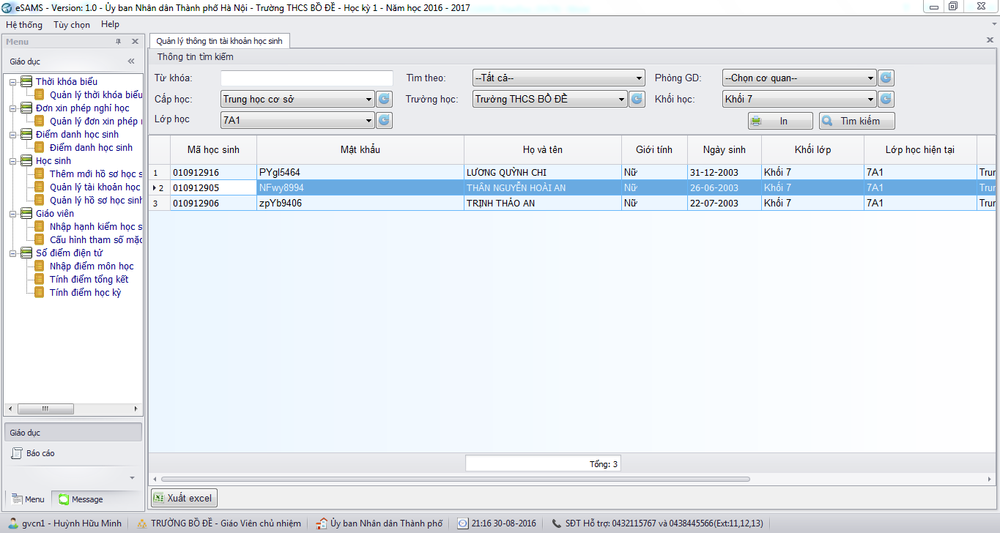 eSAMS - Version: 1.0 - Ủy ban Nhân dân Thành phố Hà Nội - Trường THCS BỒ ĐỀ - Học kỳ 1 - Năm học 2016 - 2017
Hệ thống Tùy chọn Help
Menu
Giáo dục
Thời khóa biểu
Quản lý thời khóa biểu
Đơn xin phép nghỉ học
Quản lý đơn xin phép
Điểm danh học sinh
Điểm danh học sinh
Học sinh
Thêm mới hồ sơ học s
Quản lý tài khoản học
Quản lý hồ sơ học sinh
Giáo viên
Nhập hạnh kiểm học s
Cấu hình tham số mặc
Sổ điểm điện tử
Nhập điểm môn học
Tính điểm tổng kết
Tính điểm học kỳ
Giáo dục
Báo cáo
Menu Message
Quản lý thông tin tài khoản học sinh
Thông tin tìm kiếm
Từ khóa: Tìm theo: --Tất cả-- Phòng GD: --Chọn cơ quan--
Cấp học: Trung học cơ sở Trường học: Trường THCS BỒ ĐỀ Khối học: Khối 7
Lớp học 7A1 In Tìm kiếm
Mã học sinh Mật khẩu Họ và tên Giới tính Ngày sinh Khối lớp Lớp học hiện tại
1 010912916 PYgl5464 LƯƠNG QUỲNH CHI Nữ 31-12-2003 Khối 7 7A1 Trun
2 010912905 NFwy8994 THÂN NGUYỄN HOÀI AN Nữ 26-06-2003 Khối 7 7A1 Trun
3 010912906 zpYb9406 TRỊNH THẢO AN Nữ 22-07-2003 Khối 7 7A1 Trun
Tổng: 3
Xuất excel
gvcn1 - Huỳnh Hữu Minh TRƯỜNG BỒ ĐỀ - Giáo Viên chủ nhiệm Ủy ban Nhân dân Thành phố 21:16 30-08-2016 SĐT Hỗ trợ: 0432115767 và 0438445566(Ext:11,12,13)